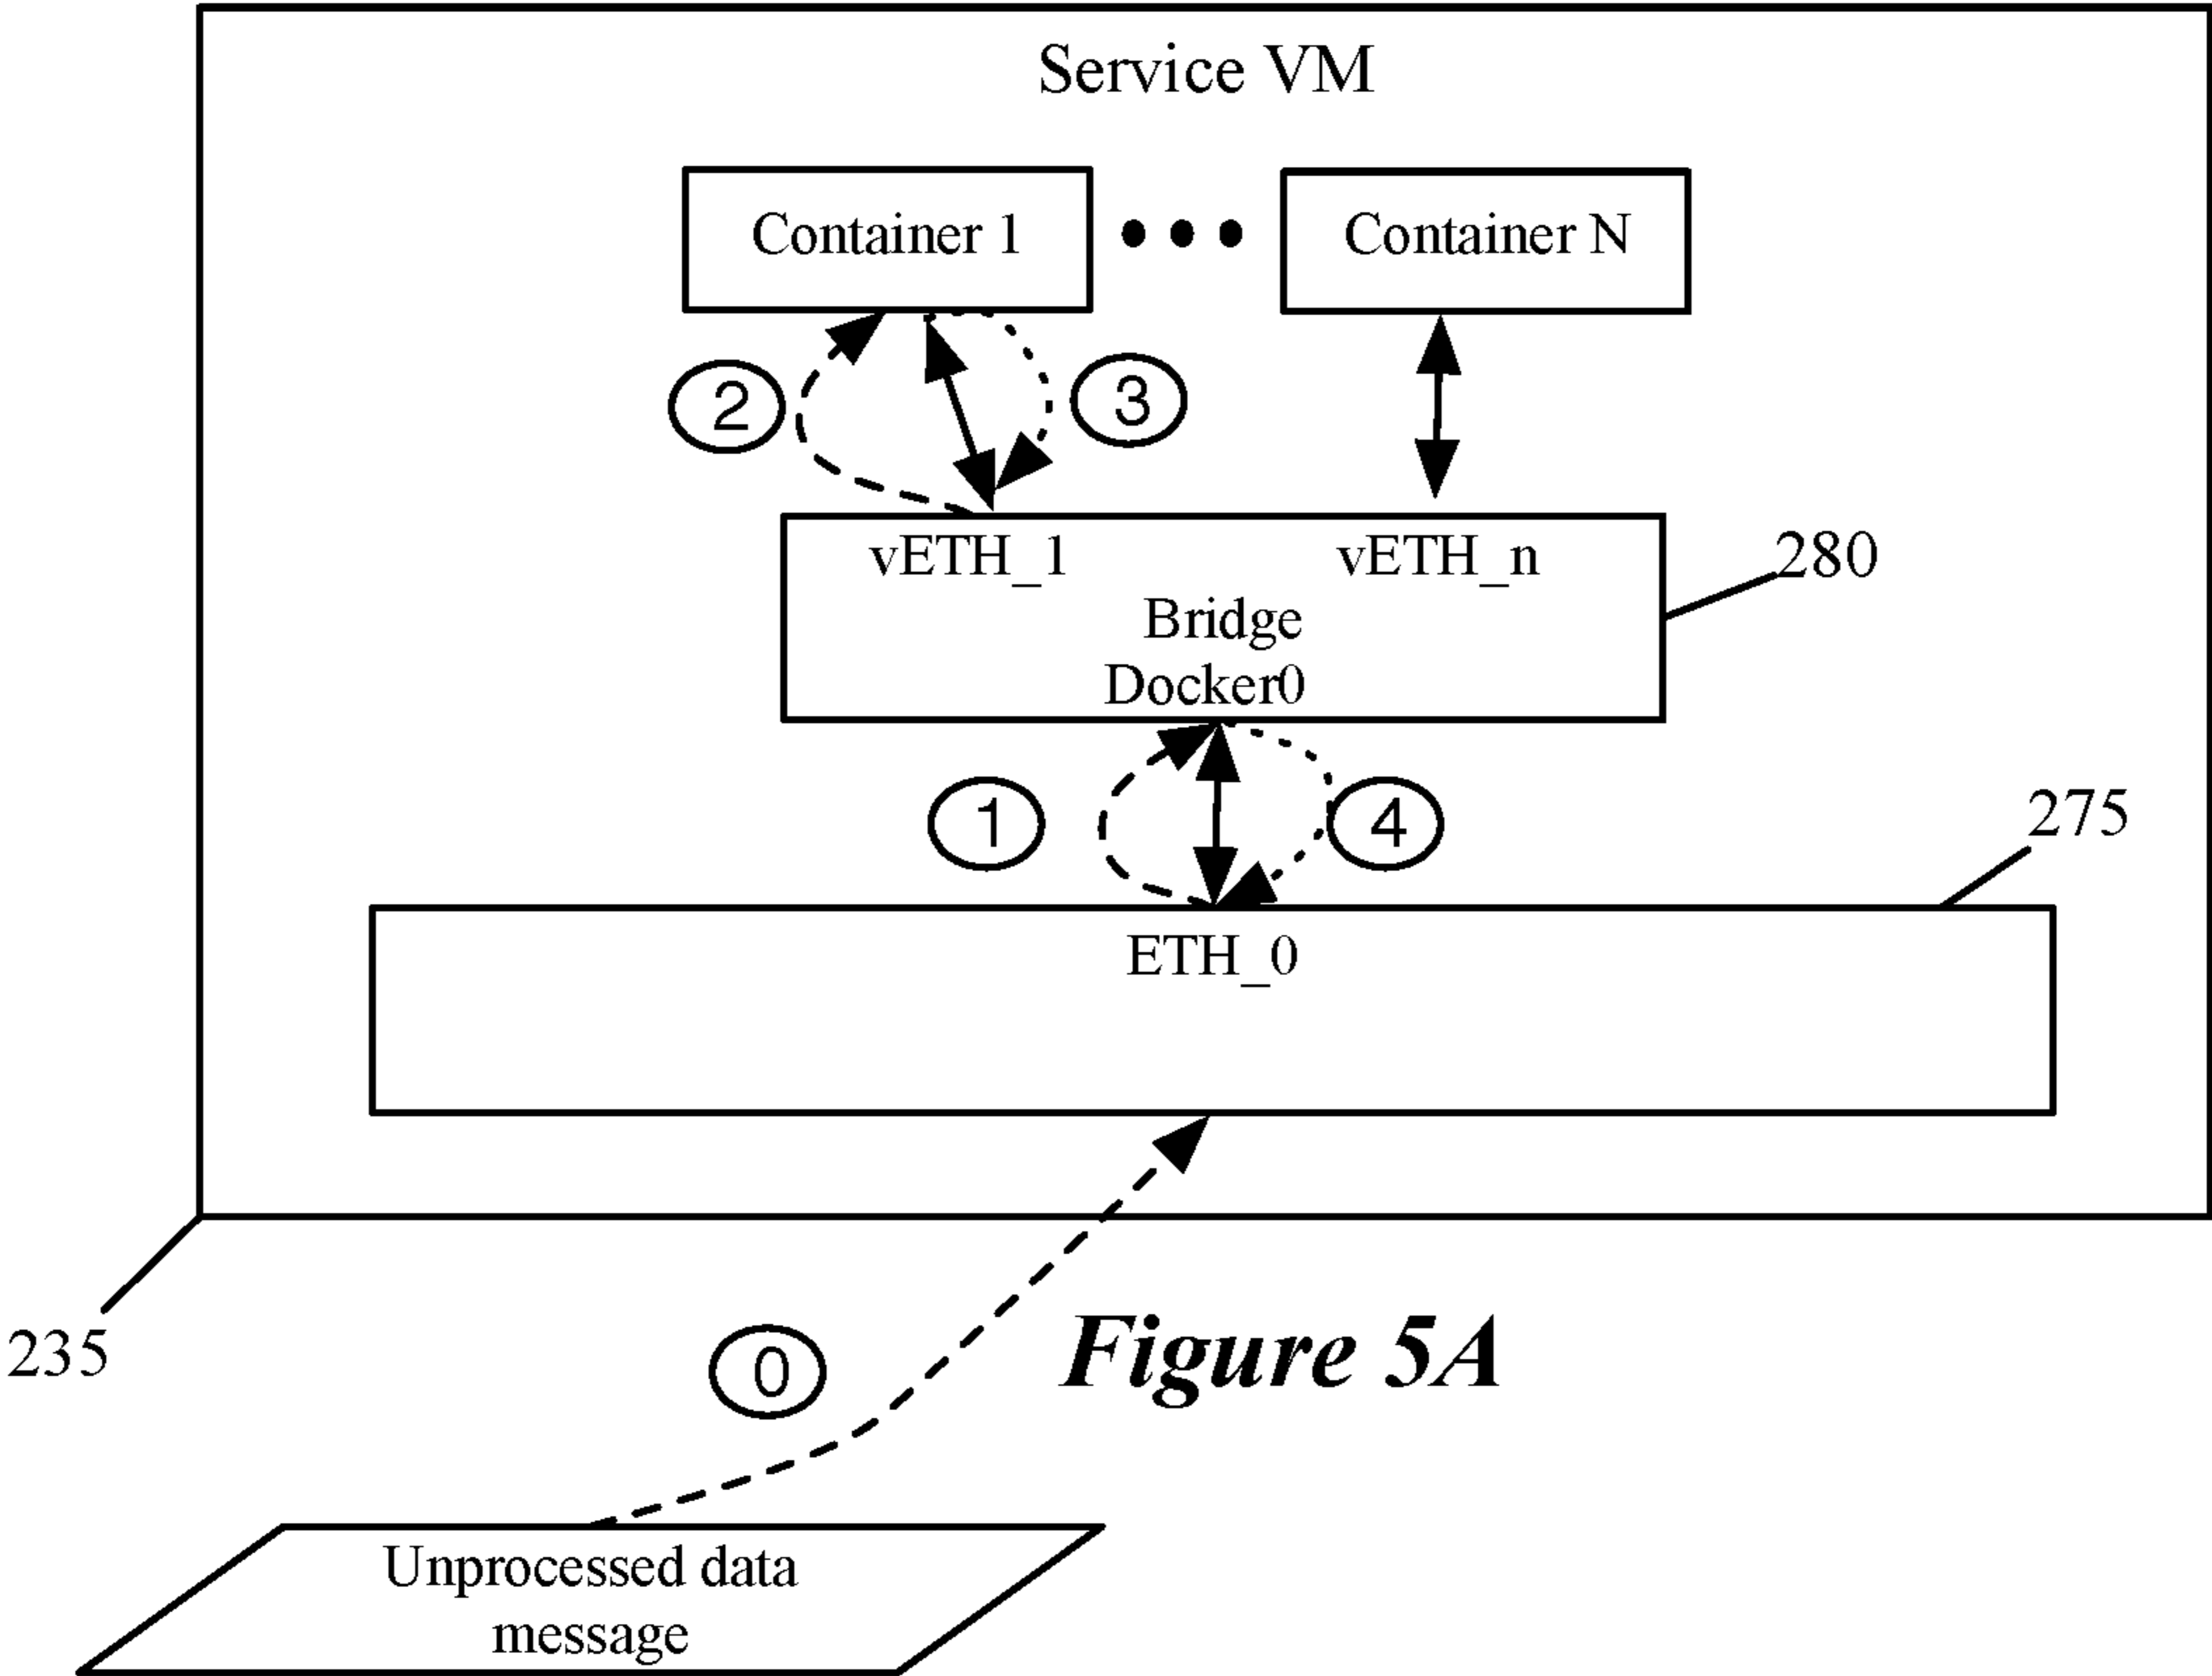 Service VM
Container 1
Container N
2
3
vETH_1
vETH_n
280
Bridge
Docker0
1
4
275
ETH_0
235
0
Figure 5A
Unprocessed data
message